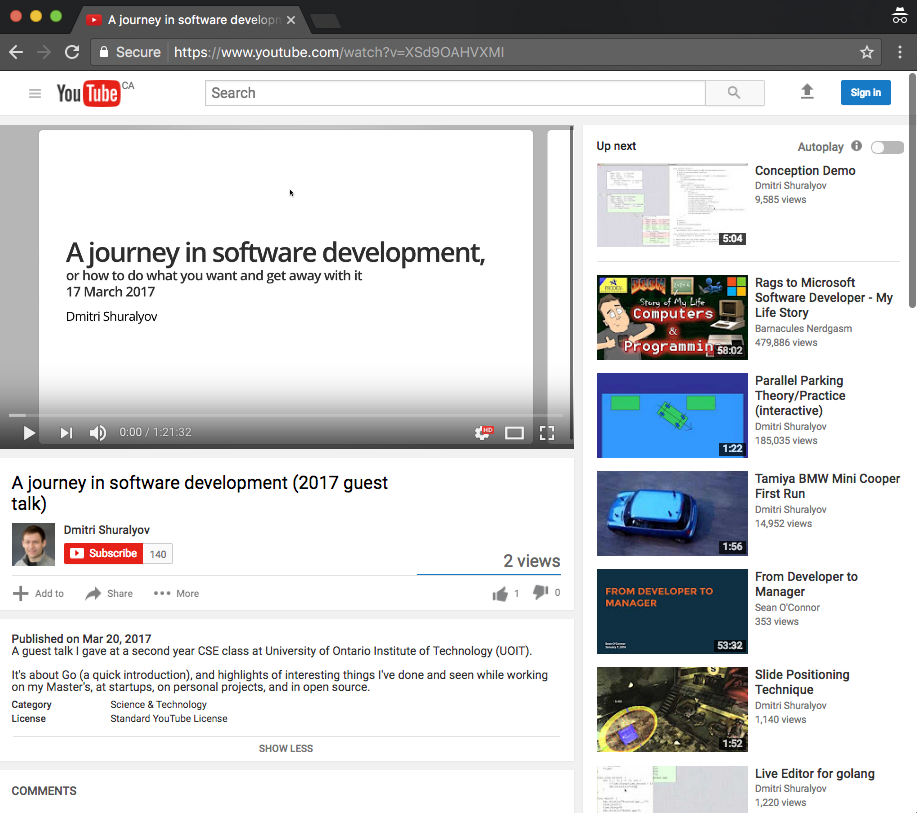 A journey in software developn
Secure
https://www.youtube.com/watch?v=XSd9OAHVXMI
YouTube CA
Search
Sign in
A journey in software development,
or how to do what you want and get away with it
17 March 2017
Dmitri Shuralyov
0:00 / 1:21:32
HD
A journey in software development (2017 guest
talk)
Dmitri Shuralyov
Subscribe 140
2 views
Add to
Share
More
1
0
Published on Mar 20, 2017
A guest talk I gave at a second year CSE class at University of Ontario Institute of Technology (UOIT).
It's about Go (a quick introduction), and highlights of interesting things I've done and seen while working
on my Master's, at startups, on personal projects, and in open source.
Category Science & Technology
License Standard YouTube License
SHOW LESS
COMMENTS
Up next
Autoplay
5:04
Conception Demo
Dmitri Shuralyov
9,585 views
DOOM
Story of My Life
Computers
&
Programmin
58:02
Rags to Microsoft
Software Developer - My
Life Story
Barnacules Nerdgasm
479,886 views
1:22
Parallel Parking
Theory/Practice
(interactive)
Dmitri Shuralyov
185,035 views
1:56
Tamiya BMW Mini Cooper
First Run
Dmitri Shuralyov
14,952 views
FROM DEVELOPER TO
MANAGER
Sean O'Connor
53:32
From Developer to
Manager
Sean O'Connor
353 views
1:52
Slide Positioning
Technique
Dmitri Shuralyov
1,140 views
Live Editor for golang
Dmitri Shuralyov
1,220 views